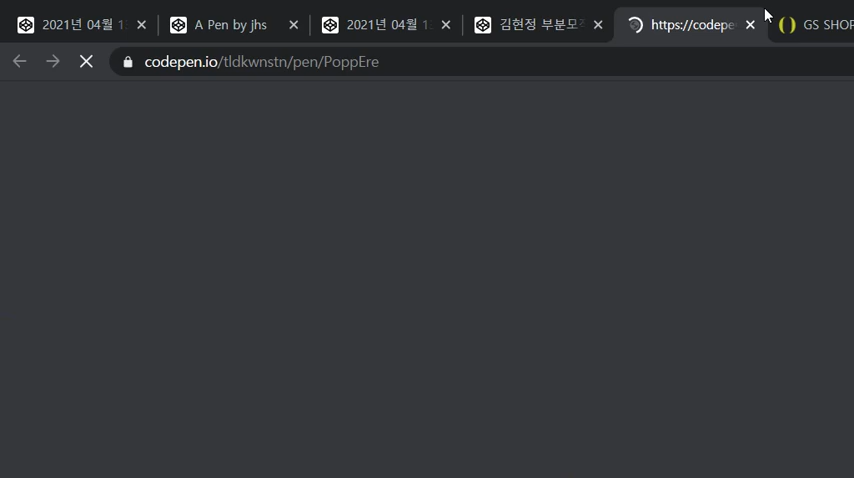 2021년 04월 1
A Pen by jhs
2021년 04월 1
김현정 부분모
https://codepe
GS SHOP
codepen.io/tldkwnstn/pen/PoppEre